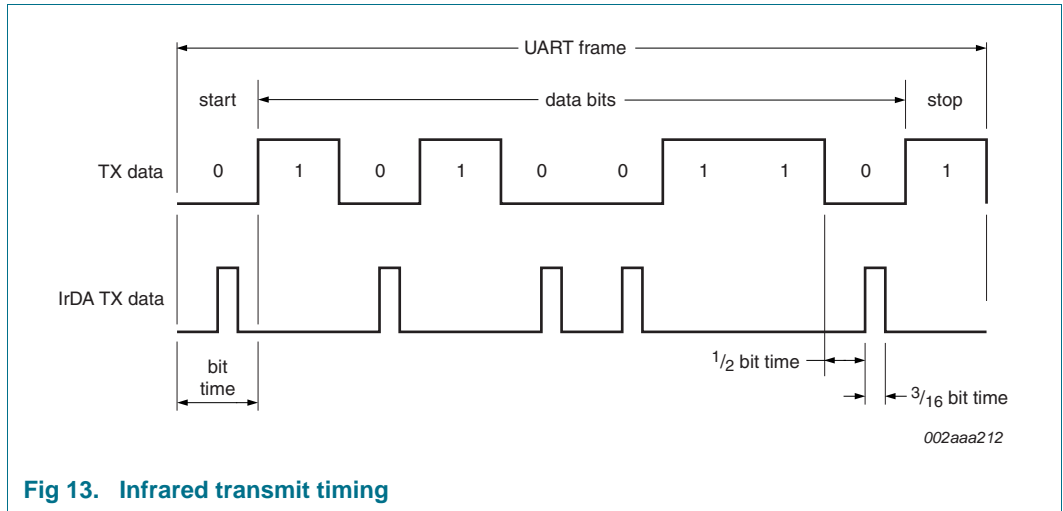 UART frame
start data bits stop
TX data 0 1 0 1 0 0 1 1 0 1
IrDA TX data
bit
time
1/2 bit time
3/16 bit time
002aaa212
Fig 13. Infrared transmit timing